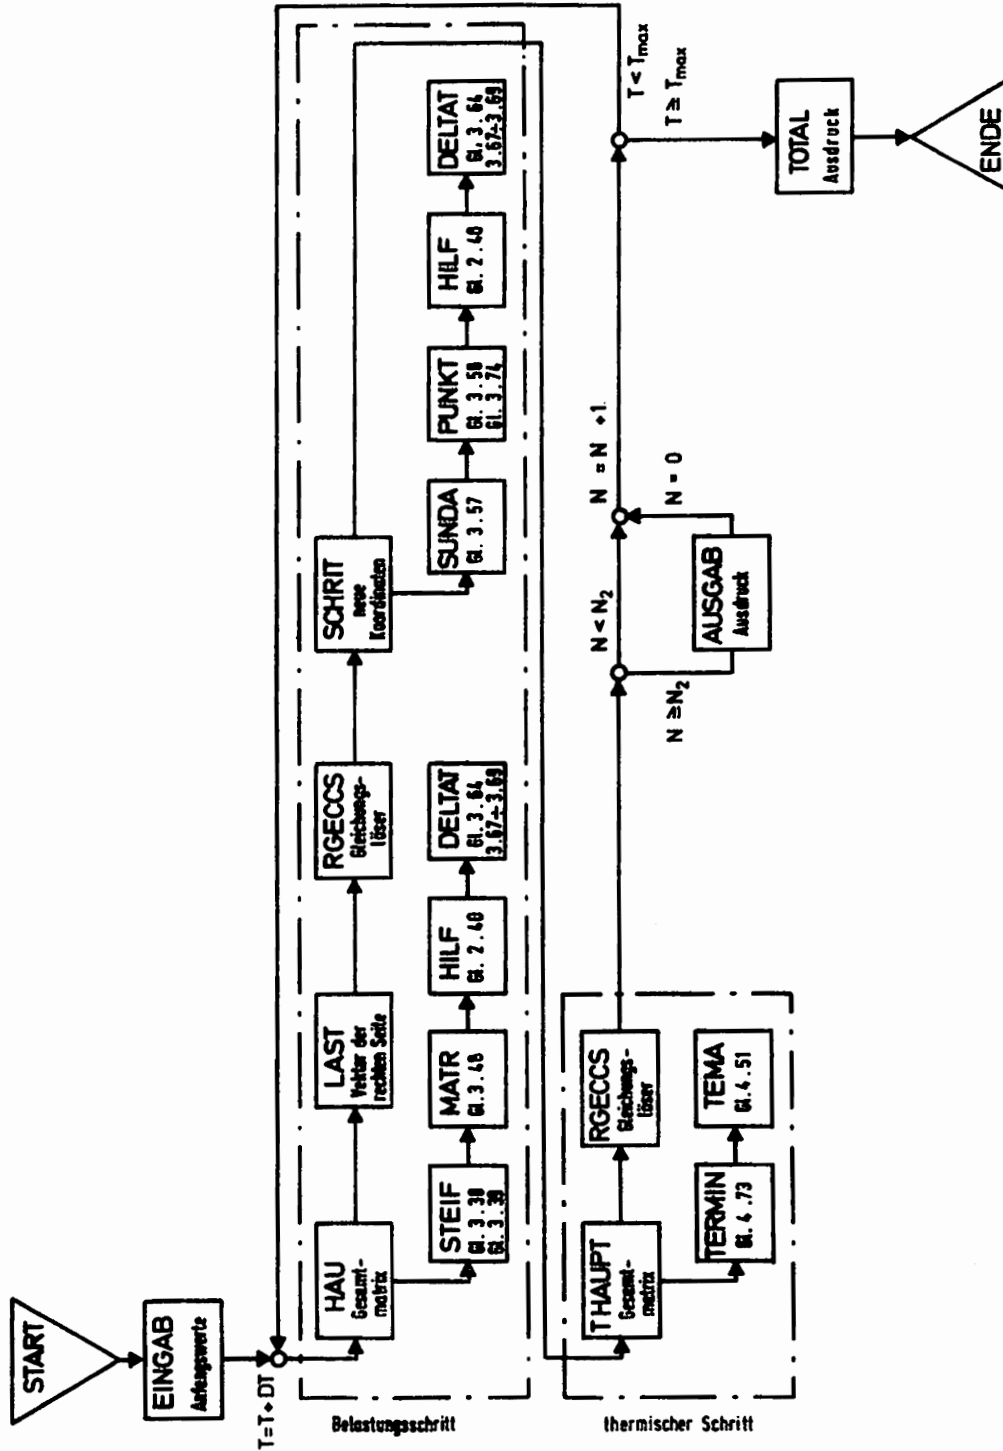 START
EINGAB
Anfangswerte
T=T+DT
Belastungsschritt
HAU
Gesamt-
matrix
STEIF
Gl. 3.38
Gl. 3.39
MATR
Gl. 3.48
HILF
Gl. 2.40
DELTAT
Gl. 3.64
3.67÷3.69
LAST
Vektor der
rechten Seite
RGECCS
Gleichungs-
löser
SCHRIT
neue
Koordinaten
SUNDA
Gl. 3.57
PUNKT
Gl. 3.58
Gl. 3.74
HILF
Gl. 2.40
DELTAT
Gl. 3.64
3.67÷3.69
thermischer Schritt
THAUPT
Gesamt-
matrix
TERMIN
Gl. 4.73
TEMA
Gl. 4.51
RGECCS
Gleichungs-
löser
N ≥ N2
N < N2
AUSGAB
Ausdruck
N = 0
N = N +1
T < Tmax
T ≥ Tmax
TOTAL
Ausdruck
ENDE